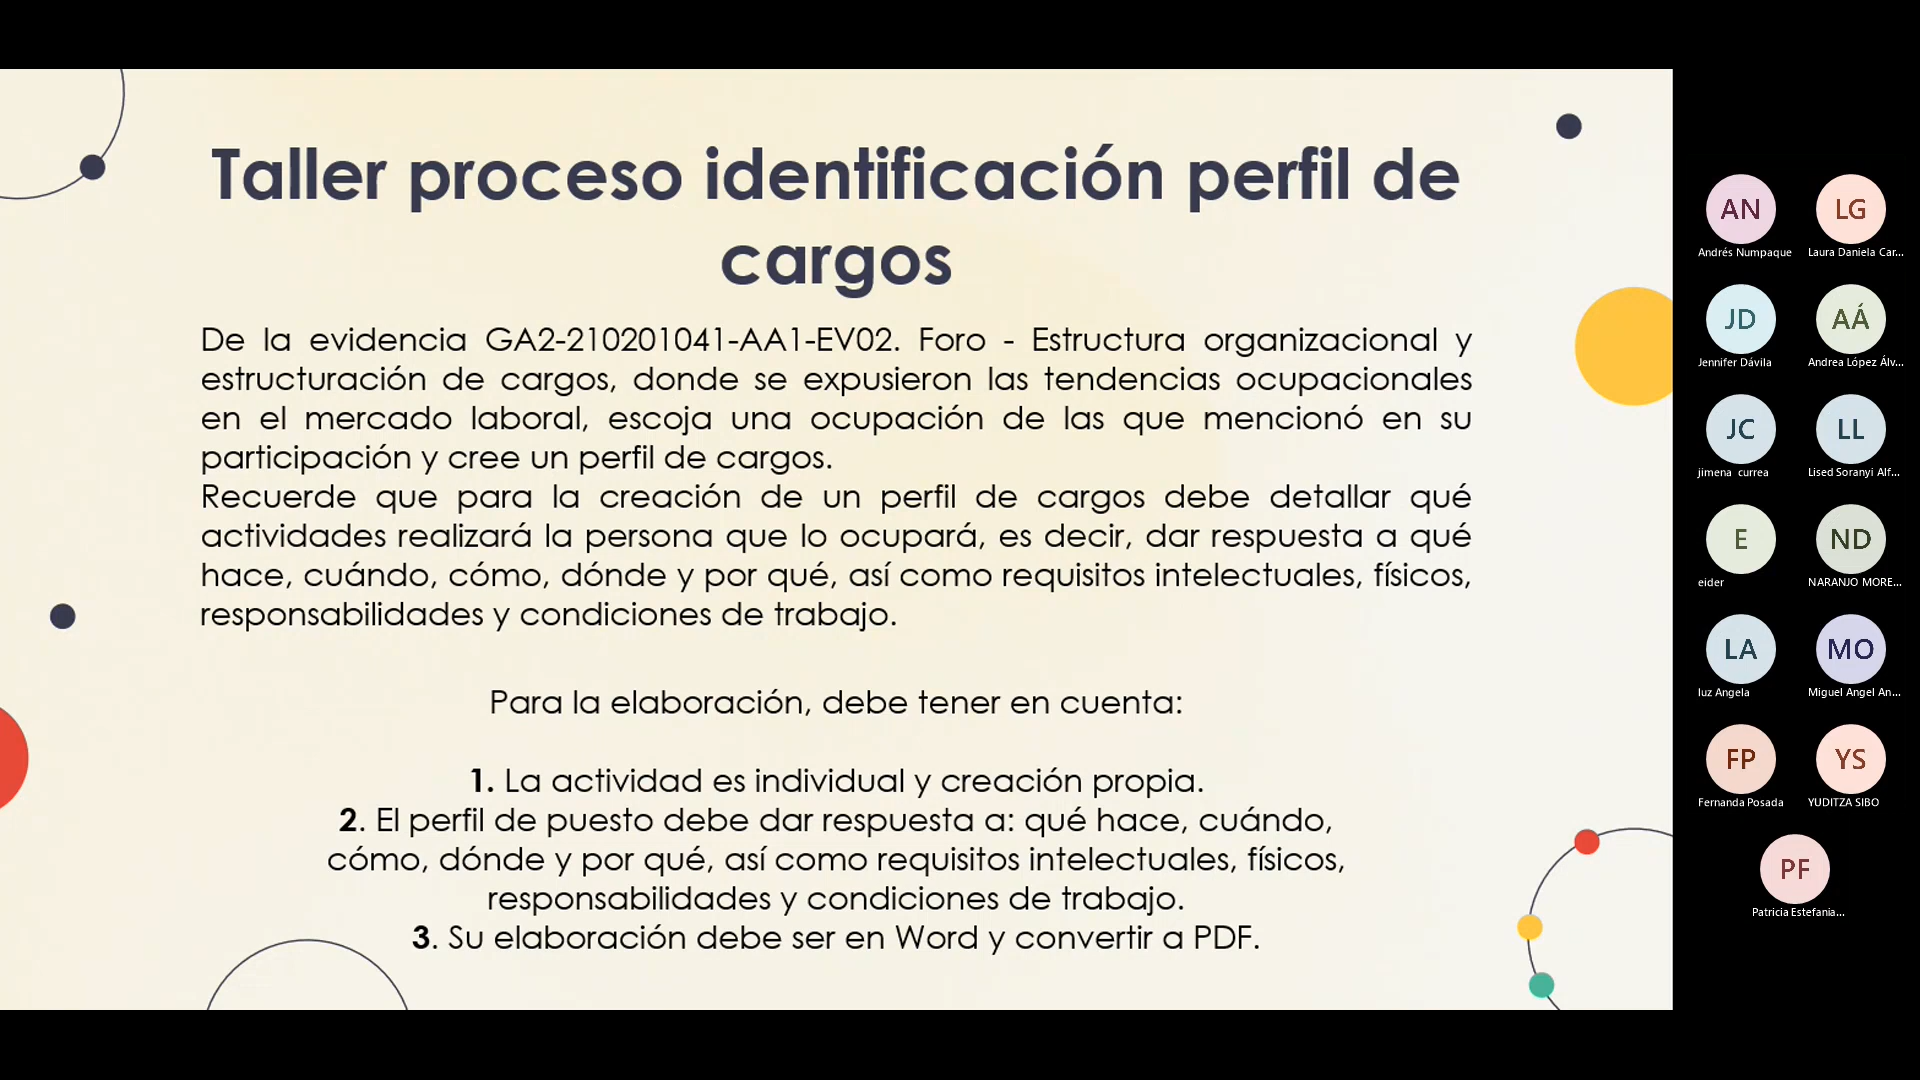 Taller proceso identificación perfil de
cargos
De la evidencia GA2-210201041-AA1-EV02. Foro - Estructura organizacional y
estructuración de cargos, donde se expusieron las tendencias ocupacionales
en el mercado laboral, escoja una ocupación de las que mencionó en su
participación y cree un perfil de cargos.
Recuerde que para la creación de un perfil de cargos debe detallar qué
actividades realizará la persona que lo ocupará, es decir, dar respuesta a qué
hace, cuándo, cómo, dónde y por qué, así como requisitos intelectuales, físicos,
responsabilidades y condiciones de trabajo.
Para la elaboración, debe tener en cuenta:
1. La actividad es individual y creación propia.
2. El perfil de puesto debe dar respuesta a: qué hace, cuándo,
cómo, dónde y por qué, así como requisitos intelectuales, físicos,
responsabilidades y condiciones de trabajo.
3. Su elaboración debe ser en Word y convertir a PDF.
AN LG
Andrés Numpaque Laura Daniela Car...
JD AÁ
Jennifer Dávila Andrea López Álv...
JC LL
jimena currea Lised Soranyi Alf...
E ND
eider NARANJO MORE...
LA MO
luz Angela Miguel Angel An...
FP YS
Fernanda Posada YUDITZA SIBO
PF
Patricia Estefania...